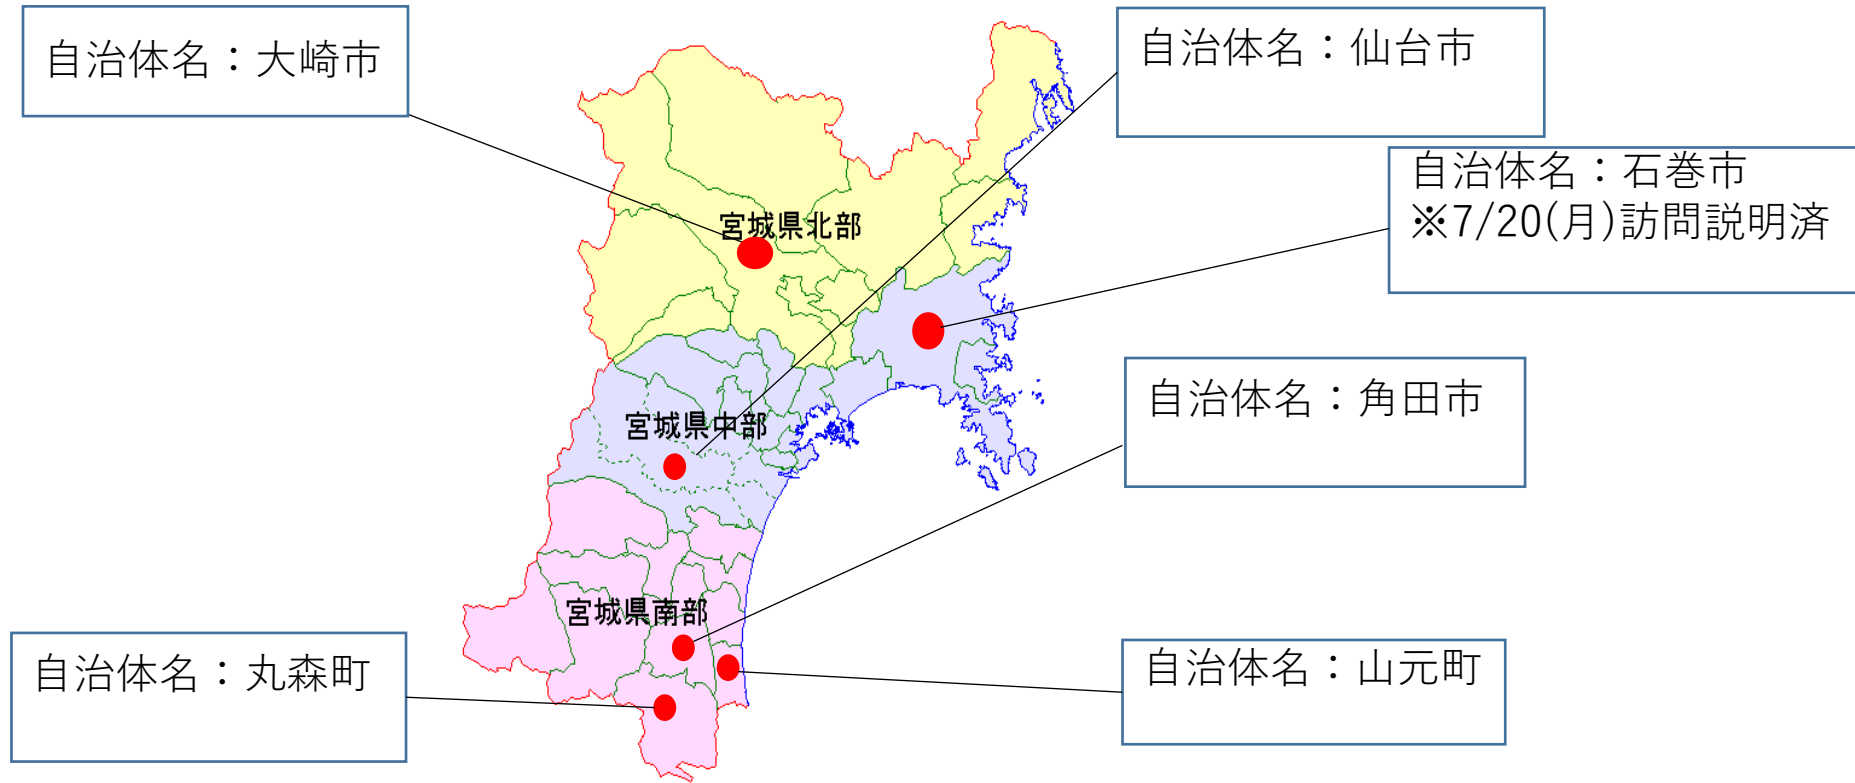 自治体名：大崎市
自治体名：仙台市
自治体名：石巻市
※7/20(月)訪問説明済
宮城県北部
自治体名：角田市
宮城県中部
宮城県南部
自治体名：丸森町
自治体名：山元町